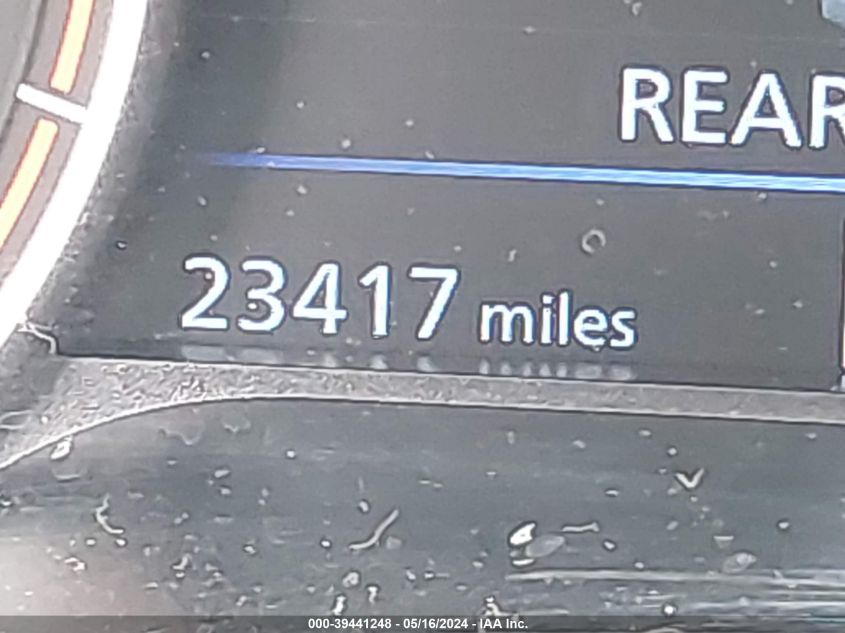 REAR
23417 miles
000-39441248 - 05/16/2024 - IAA Inc.